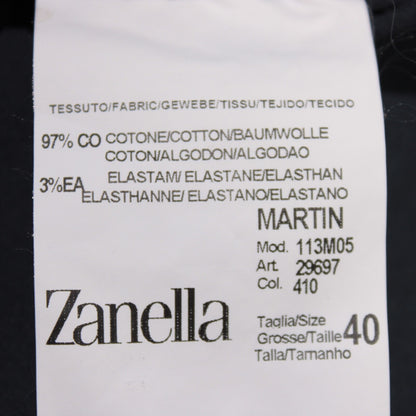 TESSUTO/FABRIC/GEWEBE/TISSU/TEJIDO/TECIDO
97% CO COTONE/COTTON/BAUMWOLLE
COTON/ALGODON/ALGODAO
3%EA ELASTAM/ ELASTANE/ELASTHAN
ELASTHANNE/ ELASTANO/ELASTANO
MARTIN
Mod. 113M05
Art. 29697
Col. 410
Zanella
Taglia/Size
Grosse/Taille 40
Talla/Tamanho